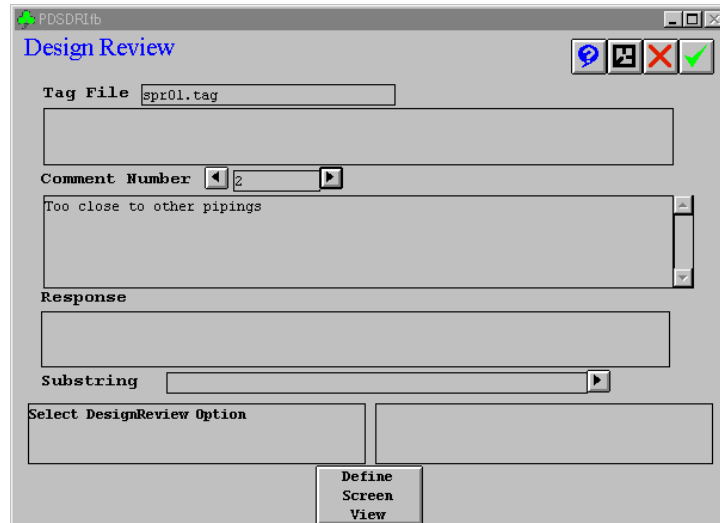 PDSDRIfb
Design Review
Tag File spr01.tag
Comment Number 2
Too close to other pipings
Response
Substring
Select DesignReview Option
Define
Screen
View